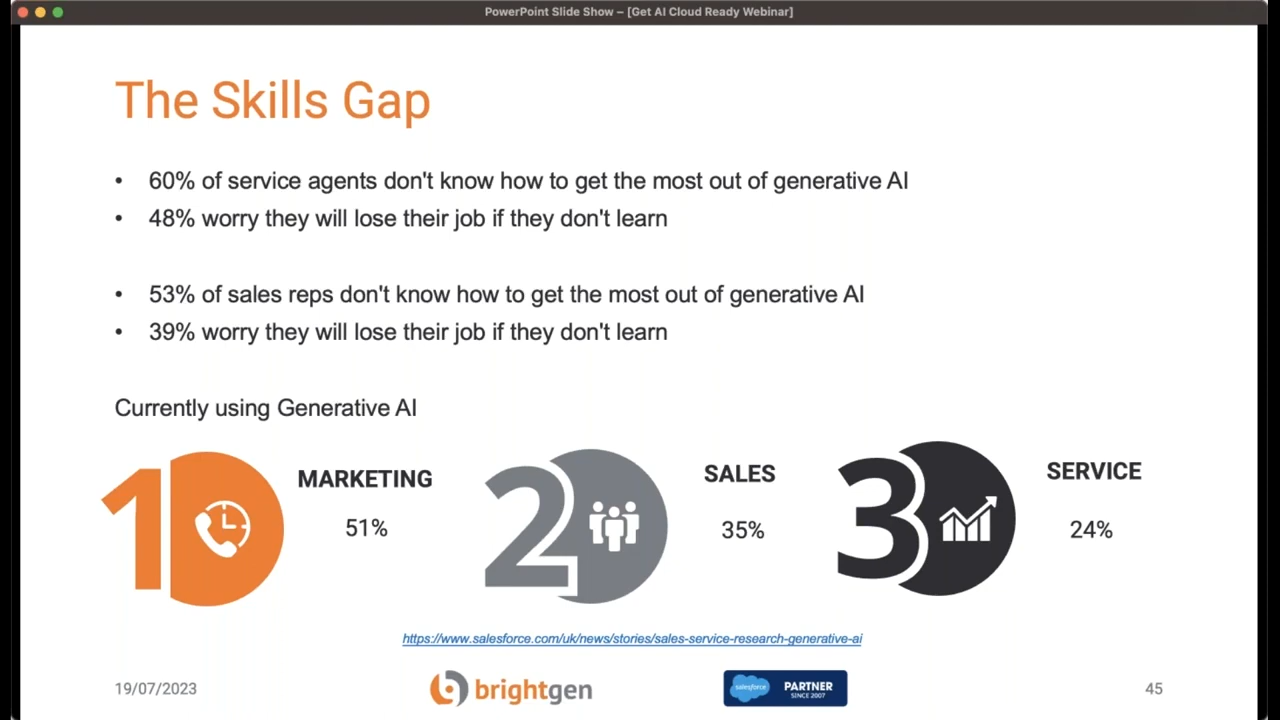 PowerPoint Slide Show – [Get AI Cloud Ready Webinar]
The Skills Gap
• 60% of service agents don't know how to get the most out of generative AI
• 48% worry they will lose their job if they don't learn
• 53% of sales reps don't know how to get the most out of generative AI
• 39% worry they will lose their job if they don't learn
Currently using Generative AI
1
MARKETING
51%
2
SALES
35%
3
SERVICE
24%
https://www.salesforce.com/uk/news/stories/sales-service-research-generative-ai
19/07/2023
brightgen
salesforce
PARTNER
SINCE 2007
45